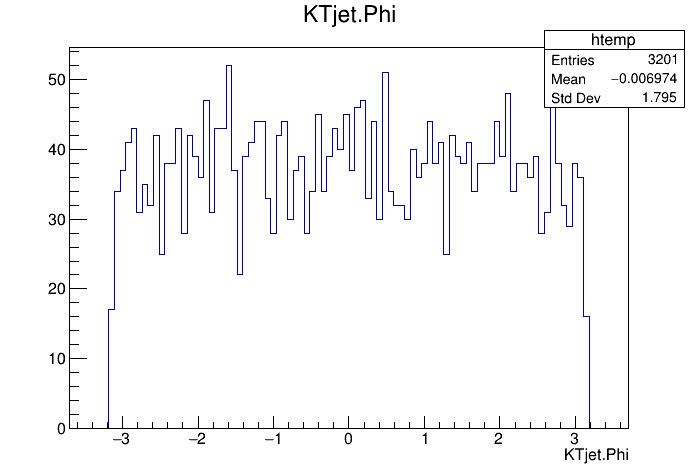 KTjet.Phi
htemp
Entries 3201
Mean −0.006974
Std Dev 1.795
50
40
30
20
10
0
−3 −2 −1 0 1 2 3
KTjet.Phi